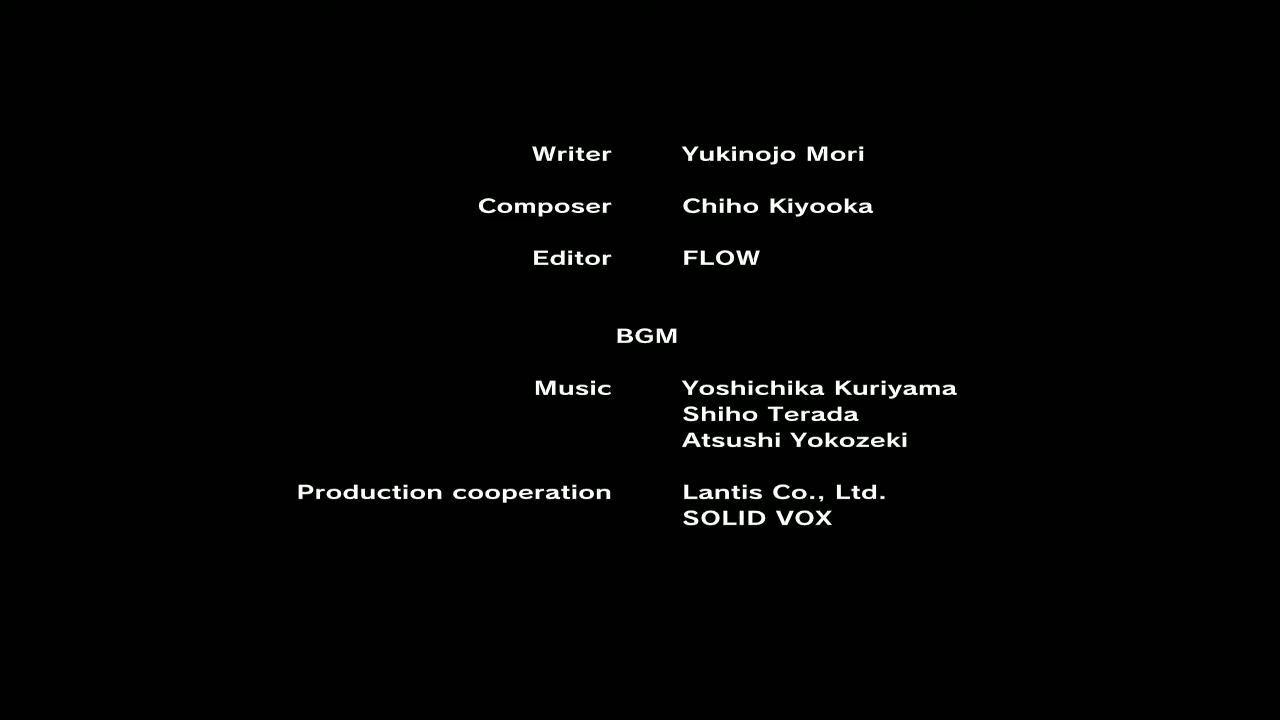 Writer Yukinojo Mori
Composer Chiho Kiyooka
Editor FLOW
BGM
Music Yoshichika Kuriyama
Shiho Terada
Atsushi Yokozeki
Production cooperation Lantis Co., Ltd.
SOLID VOX